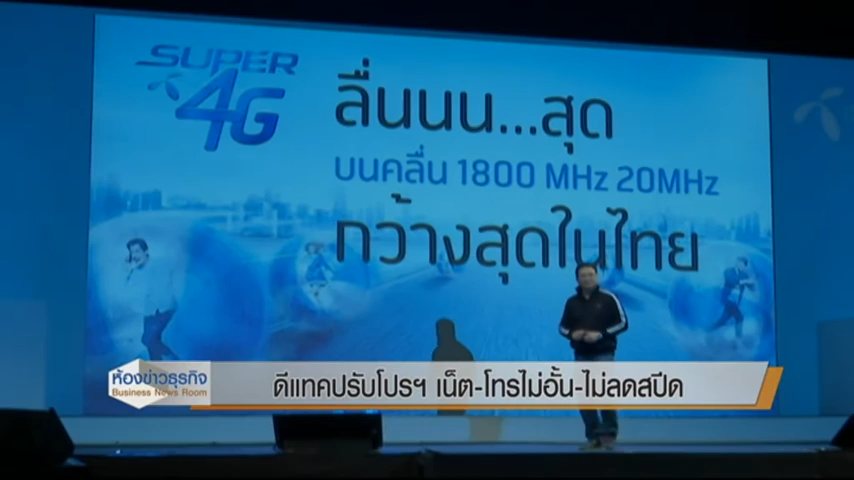 SUPER
4G
ลื่นนน...สุด
บนคลื่น 1800 MHz 20MHz
กว้างสุดในไทย
ห้องข่าวธุรกิจ
Business News Room
ดีแทคปรับโปรฯ เน็ต-โทรไม่อั้น-ไม่ลดสปีด